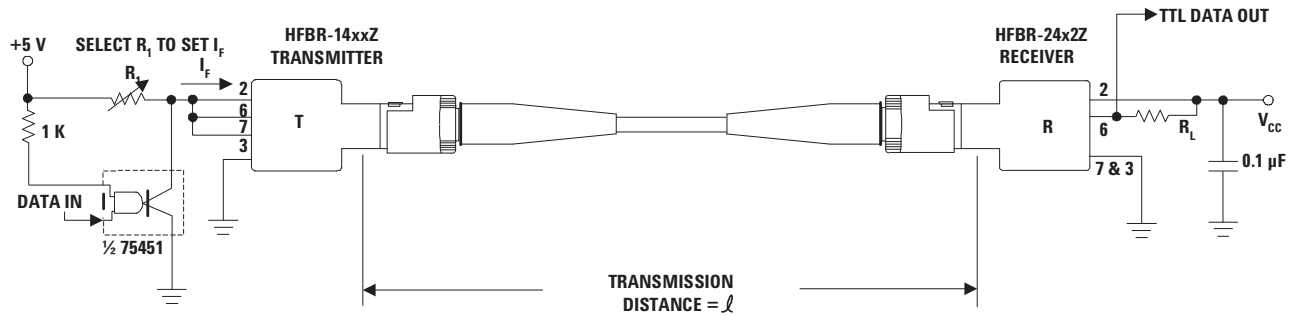 +5 V
SELECT R1 TO SET IF
R1
IF
1 K
DATA IN
½ 75451
HFBR-14xxZ
TRANSMITTER
2
6
7
3
T
TRANSMISSION
DISTANCE = ℓ
HFBR-24x2Z
RECEIVER
R
2
6
7 & 3
TTL DATA OUT
RL
VCC
0.1 µF